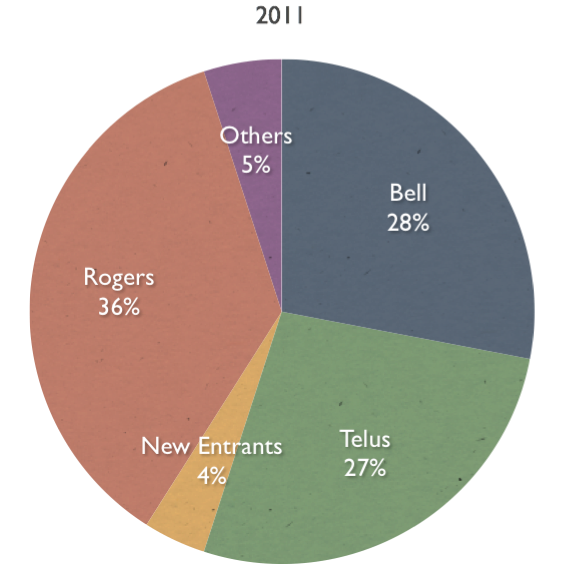 2011
Others
5%
Bell
28%
Rogers
36%
New Entrants
4%
Telus
27%